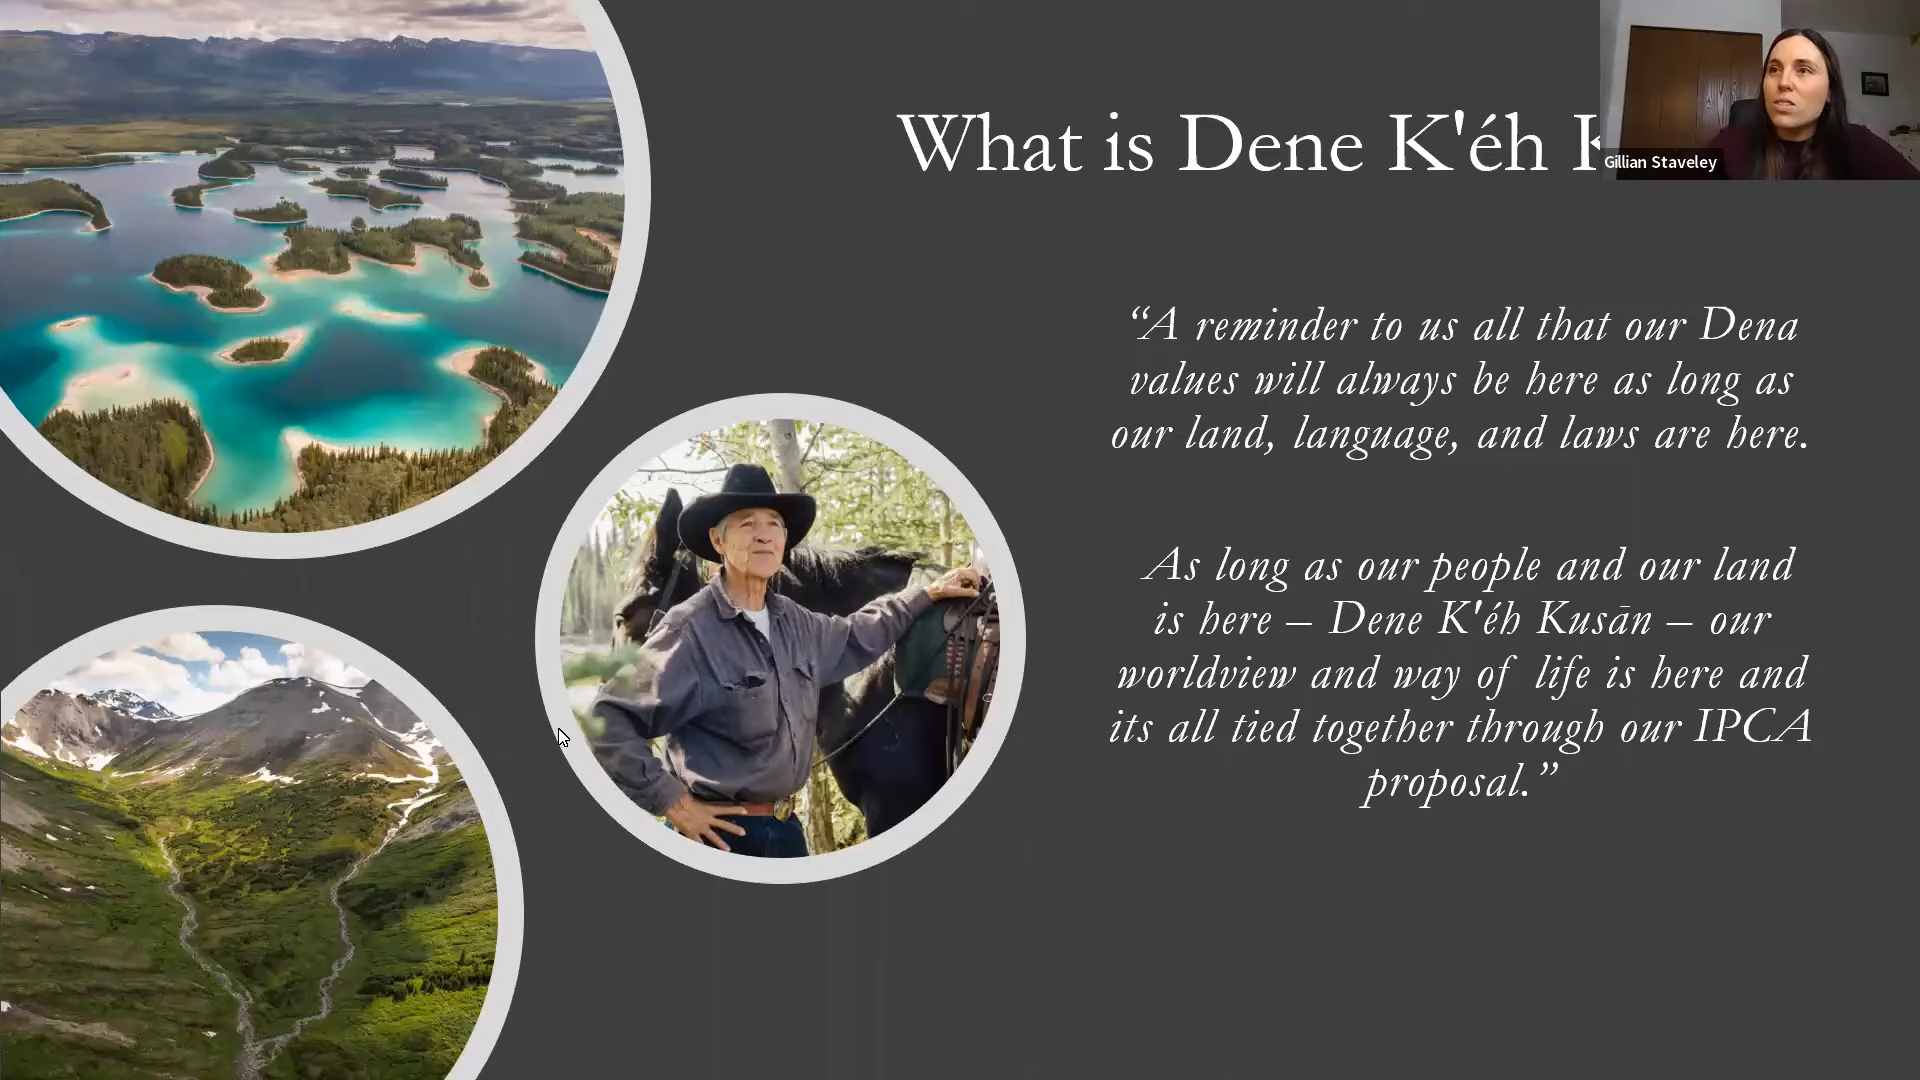 What is Dene K'éh K
Gillian Staveley
“A reminder to us all that our Dena
values will always be here as long as
our land, language, and laws are here.
As long as our people and our land
is here – Dene K'éh Kusān – our
worldview and way of life is here and
its all tied together through our IPCA
proposal.”